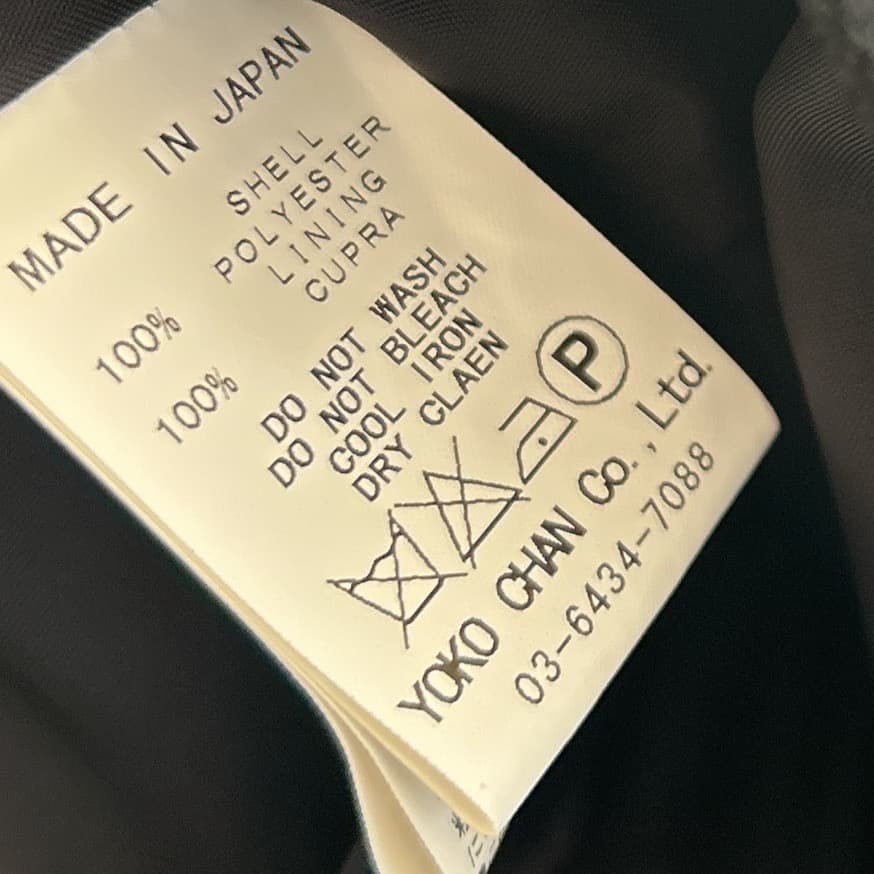 MADE IN JAPAN
SHELL
100% POLYESTER
LINING
100% CUPRA
DO NOT WASH
DO NOT BLEACH
COOL IRON
DRY CLAEN
P
YOKO CHAN Co., Ltd.
03-6434-7088